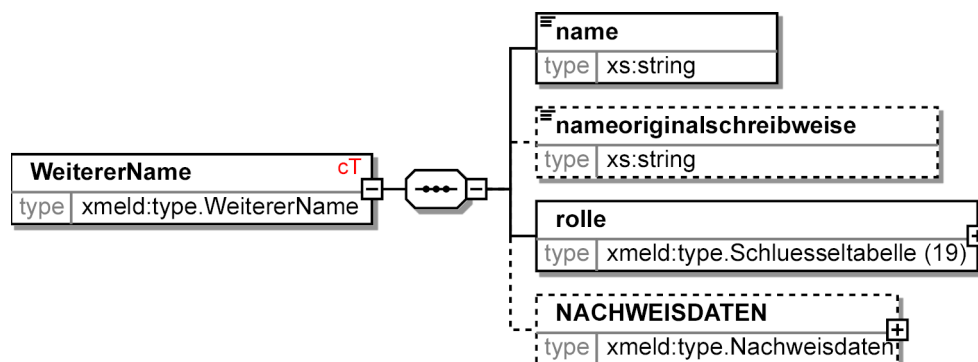 name
type xs:string
nameoriginalschreibweise
type xs:string
WeitererName cT
type xmeld:type.WeitererName
rolle
type xmeld:type.Schluesseltabelle (19)
NACHWEISDATEN
type xmeld:type.Nachweisdaten